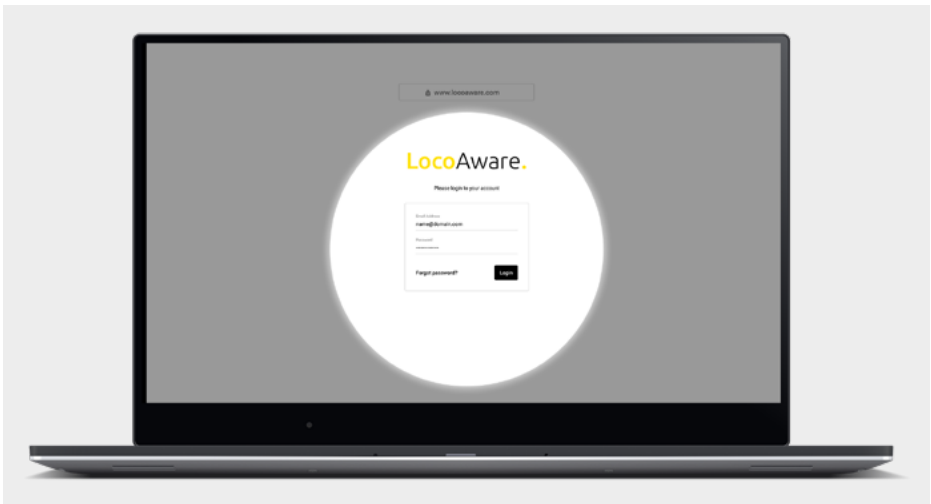 www.locoaware.com
LocoAware.
Please login to your account
Email address
name@domain.com
Password
Forgot password?
Login